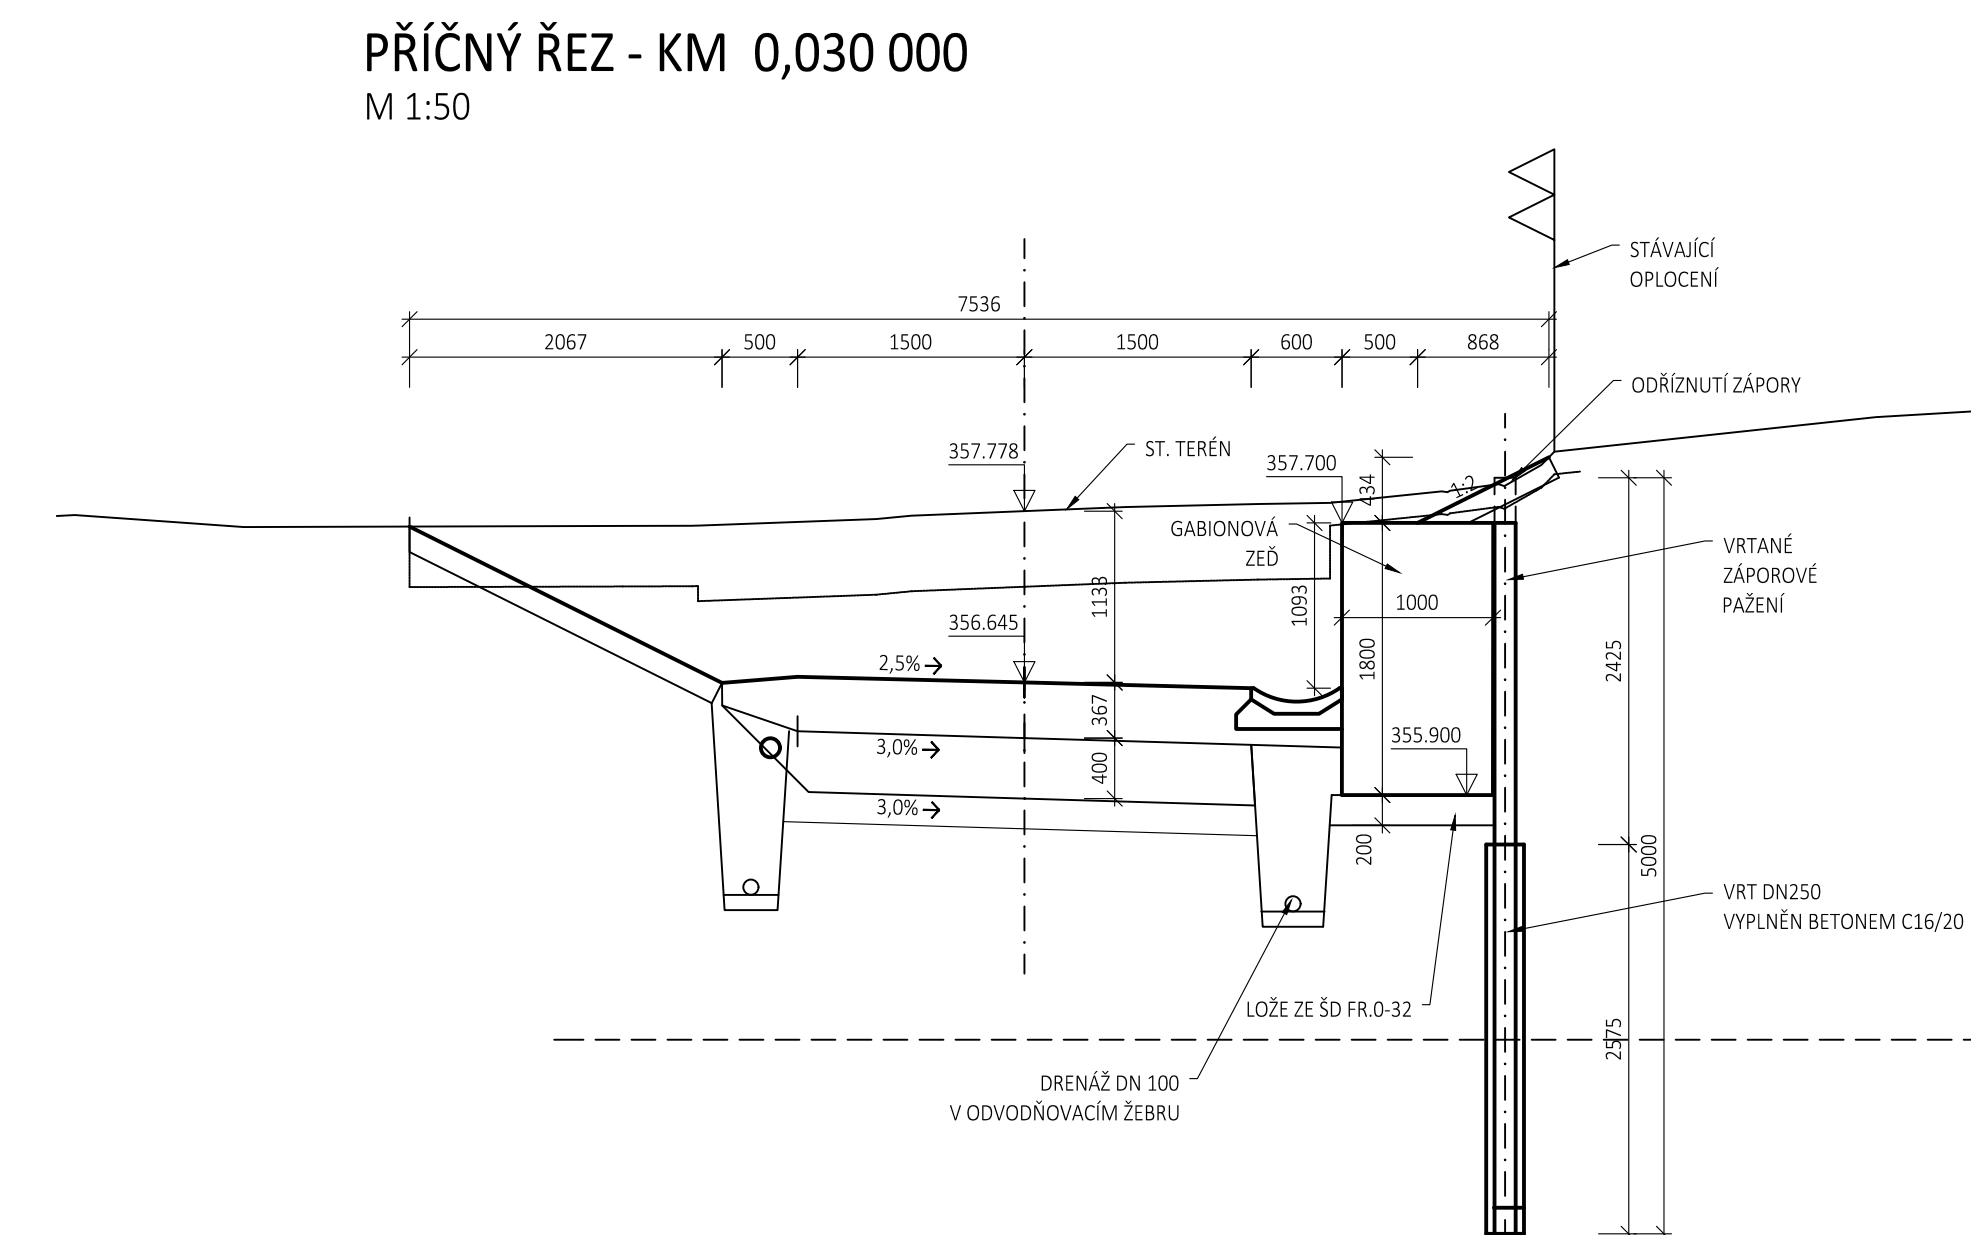 PŘÍČNÝ ŘEZ - KM 0,030 000
M 1:50
STÁVAJÍCÍ
OPLOCENÍ
7536
2067
500
1500
1500
600
500
868
ODŘÍZNUTÍ ZÁPORY
357.778
ST. TERÉN
357.700
434
1:2
GABIONOVÁ
ZEĎ
VRTANÉ
ZÁPOROVÉ
PAŽENÍ
1133
1093
1000
356.645
2,5%
1800
2425
367
3,0%
400
355.900
3,0%
200
5000
VRT DN250
VYPLNĚN BETONEM C16/20
LOŽE ZE ŠD FR.0-32
2575
DRENÁŽ DN 100
V ODVODŇOVACÍM ŽEBRU